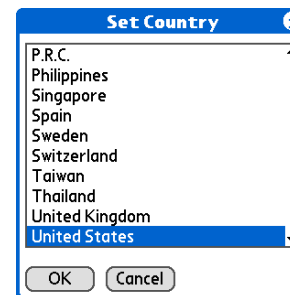 Set Country
P.R.C.
Philippines
Singapore
Spain
Sweden
Switzerland
Taiwan
Thailand
United Kingdom
United States
OK Cancel